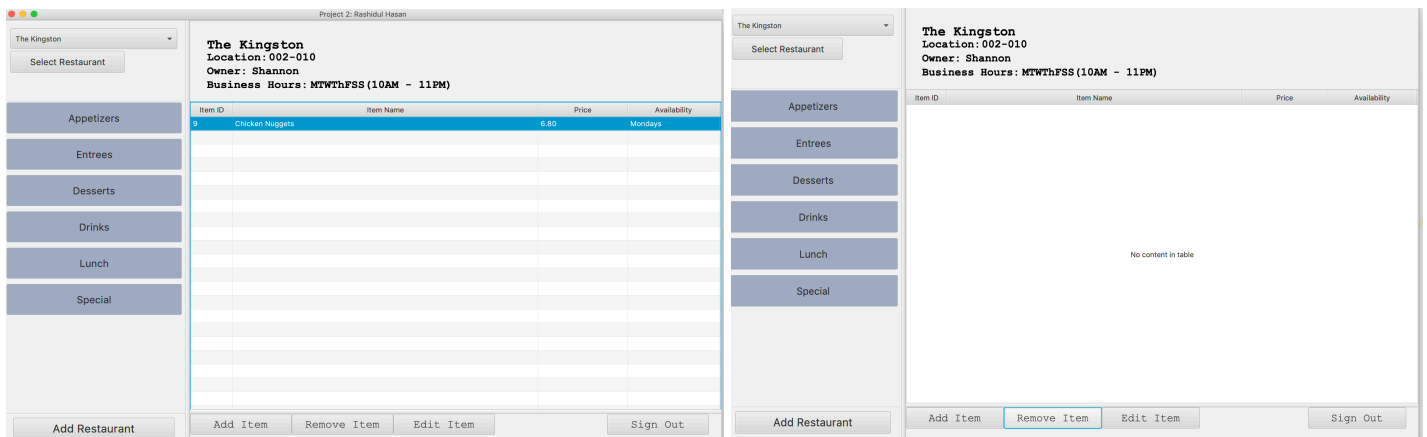 Project 2: Rashidul Hasan
The Kingston
Select Restaurant
Appetizers
Entrees
Desserts
Drinks
Lunch
Special
Add Restaurant
The Kingston
Location:002-010
Owner: Shannon
Business Hours:MTWThFSS(10AM - 11PM)
Item ID Item Name Price Availability
9 Chicken Nuggets 6.80 Mondays
Add Item Remove Item Edit Item Sign Out
The Kingston
Select Restaurant
Appetizers
Entrees
Desserts
Drinks
Lunch
Special
Add Restaurant
The Kingston
Location:002-010
Owner: Shannon
Business Hours:MTWThFSS(10AM - 11PM)
Item ID Item Name Price Availability
No content in table
Add Item Remove Item Edit Item Sign Out